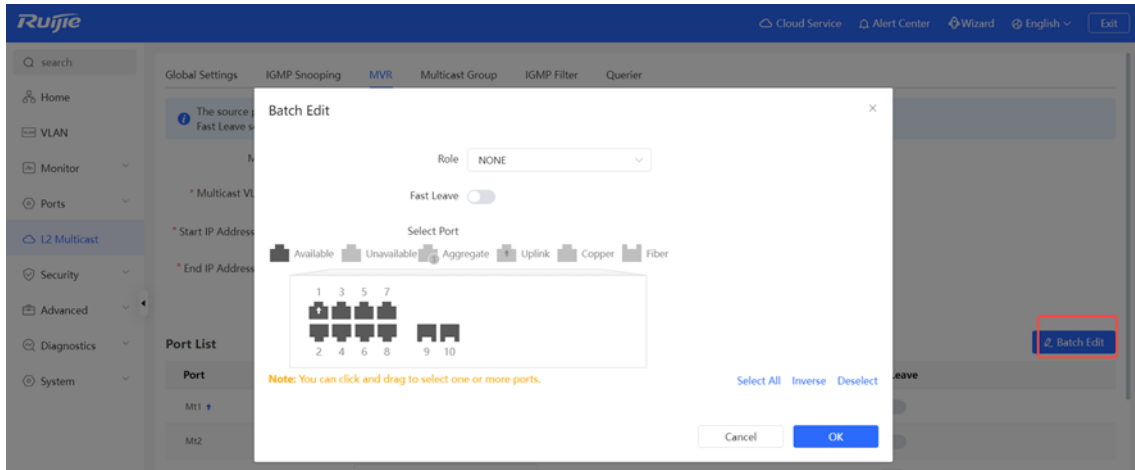 Ruijie
Cloud Service Alert Center Wizard English Exit
search
Home
VLAN
Monitor
Ports
L2 Multicast
Security
Advanced
Diagnostics
System
Global Settings IGMP Snooping MVR Multicast Group IGMP Filter Querier
The source
Fast Leave
* Multicast
* Start IP Address
* End IP Address
Batch Edit
Role NONE
Fast Leave
Select Port
Available Unavailable Aggregate Uplink Copper Fiber
1 3 5 7
2 4 6 8 9 10
Note: You can click and drag to select one or more ports.
Select All Inverse Deselect
Cancel OK
Port List
Batch Edit
Port
Mt1
Mt2